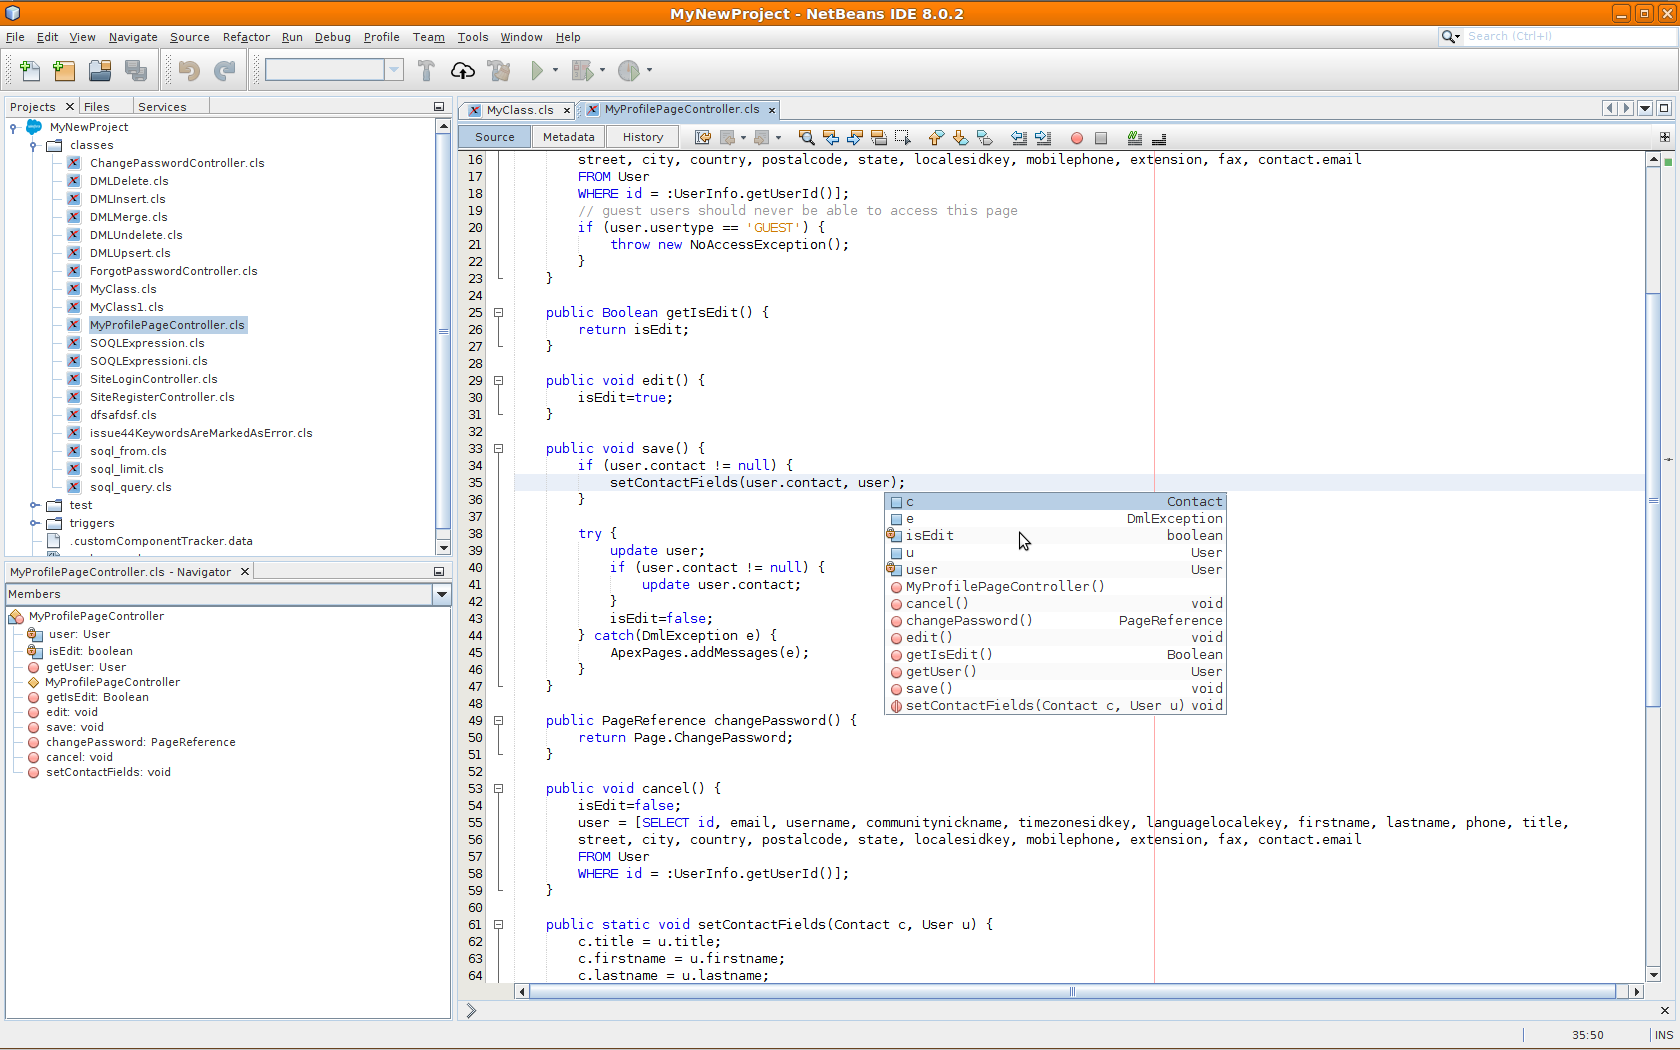 MyNewProject - NetBeans IDE 8.0.2
File Edit View Navigate Source Refactor Run Debug Profile Team Tools Window Help
Search (Ctrl+I)
Projects Files Services
MyNewProject
classes
ChangePasswordController.cls
DMLDelete.cls
DMLInsert.cls
DMLMerge.cls
DMLUndelete.cls
DMLUpsert.cls
ForgotPasswordController.cls
MyClass.cls
MyClass1.cls
MyProfilePageController.cls
SOQLExpression.cls
SOQLExpressioni.cls
SiteLoginController.cls
SiteRegisterController.cls
dfsafdsf.cls
issue44KeywordsAreMarkedAsError.cls
soql_from.cls
soql_limit.cls
soql_query.cls
test
triggers
.customComponentTracker.data
MyProfilePageController.cls - Navigator
Members
MyProfilePageController
user: User
isEdit: boolean
getUser: User
MyProfilePageController
getIsEdit: Boolean
edit: void
save: void
changePassword: PageReference
cancel: void
setContactFields: void
MyClass.cls MyProfilePageController.cls
Source Metadata History
16 street, city, country, postalcode, state, localesidkey, mobilephone, extension, fax, contact.email
17 FROM User
18 WHERE id = :UserInfo.getUserId()];
19 // guest users should never be able to access this page
20 if (user.usertype == 'GUEST') {
21 throw new NoAccessException();
22 }
23 }
24
25 public Boolean getIsEdit() {
26 return isEdit;
27 }
28
29 public void edit() {
30 isEdit=true;
31 }
32
33 public void save() {
34 if (user.contact != null) {
35 setContactFields(user.contact, user);
36 }
37
38 try {
39 update user;
40 if (user.contact != null) {
41 update user.contact;
42 }
43 isEdit=false;
44 } catch(DmlException e) {
45 ApexPages.addMessages(e);
46 }
47 }
48
49 public PageReference changePassword() {
50 return Page.ChangePassword;
51 }
52
53 public void cancel() {
54 isEdit=false;
55 user = [SELECT id, email, username, communitynickname, timezonesidkey, languagelocalekey, firstname, lastname, phone, title,
56 street, city, country, postalcode, state, localesidkey, mobilephone, extension, fax, contact.email
57 FROM User
58 WHERE id = :UserInfo.getUserId()];
59 }
60
61 public static void setContactFields(Contact c, User u) {
62 c.title = u.title;
63 c.firstname = u.firstname;
64 c.lastname = u.lastname;
c Contact
e DmlException
isEdit boolean
u User
user User
MyProfilePageController()
cancel() void
changePassword() PageReference
edit() void
getIsEdit() Boolean
getUser() User
save() void
setContactFields(Contact c, User u) void
35:50 INS